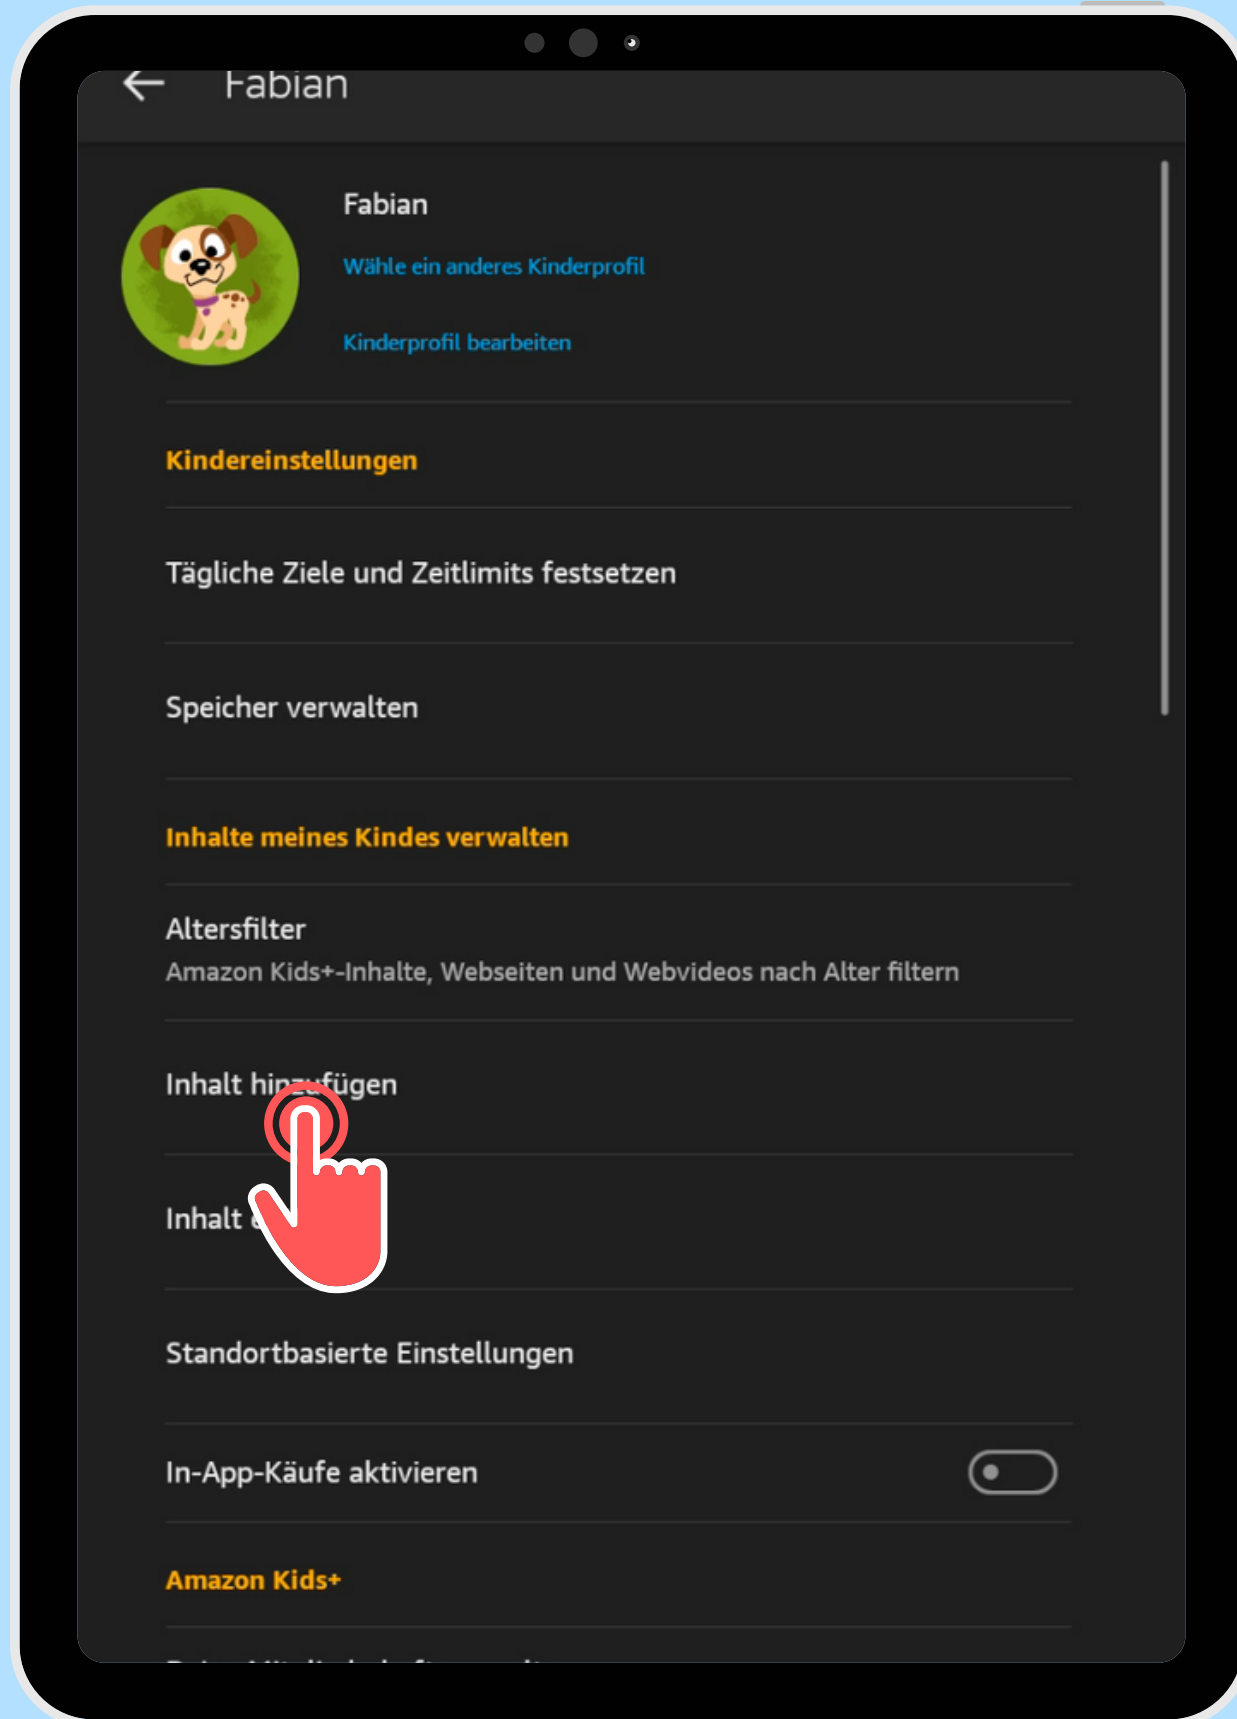 Fabian
Fabian
Wähle ein anderes Kinderprofil
Kinderprofil bearbeiten
Kindereinstellungen
Tägliche Ziele und Zeitlimits festsetzen
Speicher verwalten
Inhalte meines Kindes verwalten
Altersfilter
Amazon Kids+-Inhalte, Webseiten und Webvideos nach Alter filtern
Inhalt hinzufügen
Inhalt
Standortbasierte Einstellungen
In-App-Käufe aktivieren
Amazon Kids+